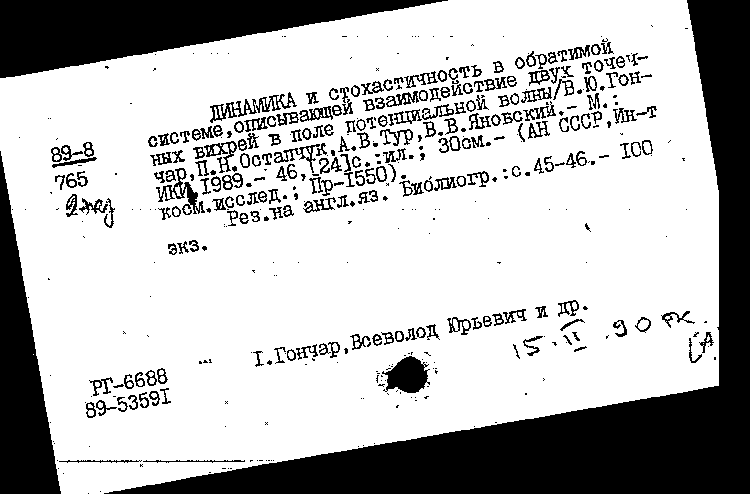 ДИНАМИКА и стохастичность в обратимой
системе,описывающей взаимодействие двух точеч-
ных вихрей в поле потенциальной волны/В.Ю.Гон-
чар,П.Н.Остапчук,А.В.Тур,В.В.Яновский.- М.:
ИКИ,1989.- 46,[24]с.:ил.; 30см.- (АН СССР,Ин-т
косм.исслед.; Пр-1550).
Рез.на англ.яз. Библиогр.:с.45-46.- 100
экз.
89-8
765
2экз
I.Гончар,Всеволод Юрьевич и др.
15.II.90
РГ-6688
89-53591